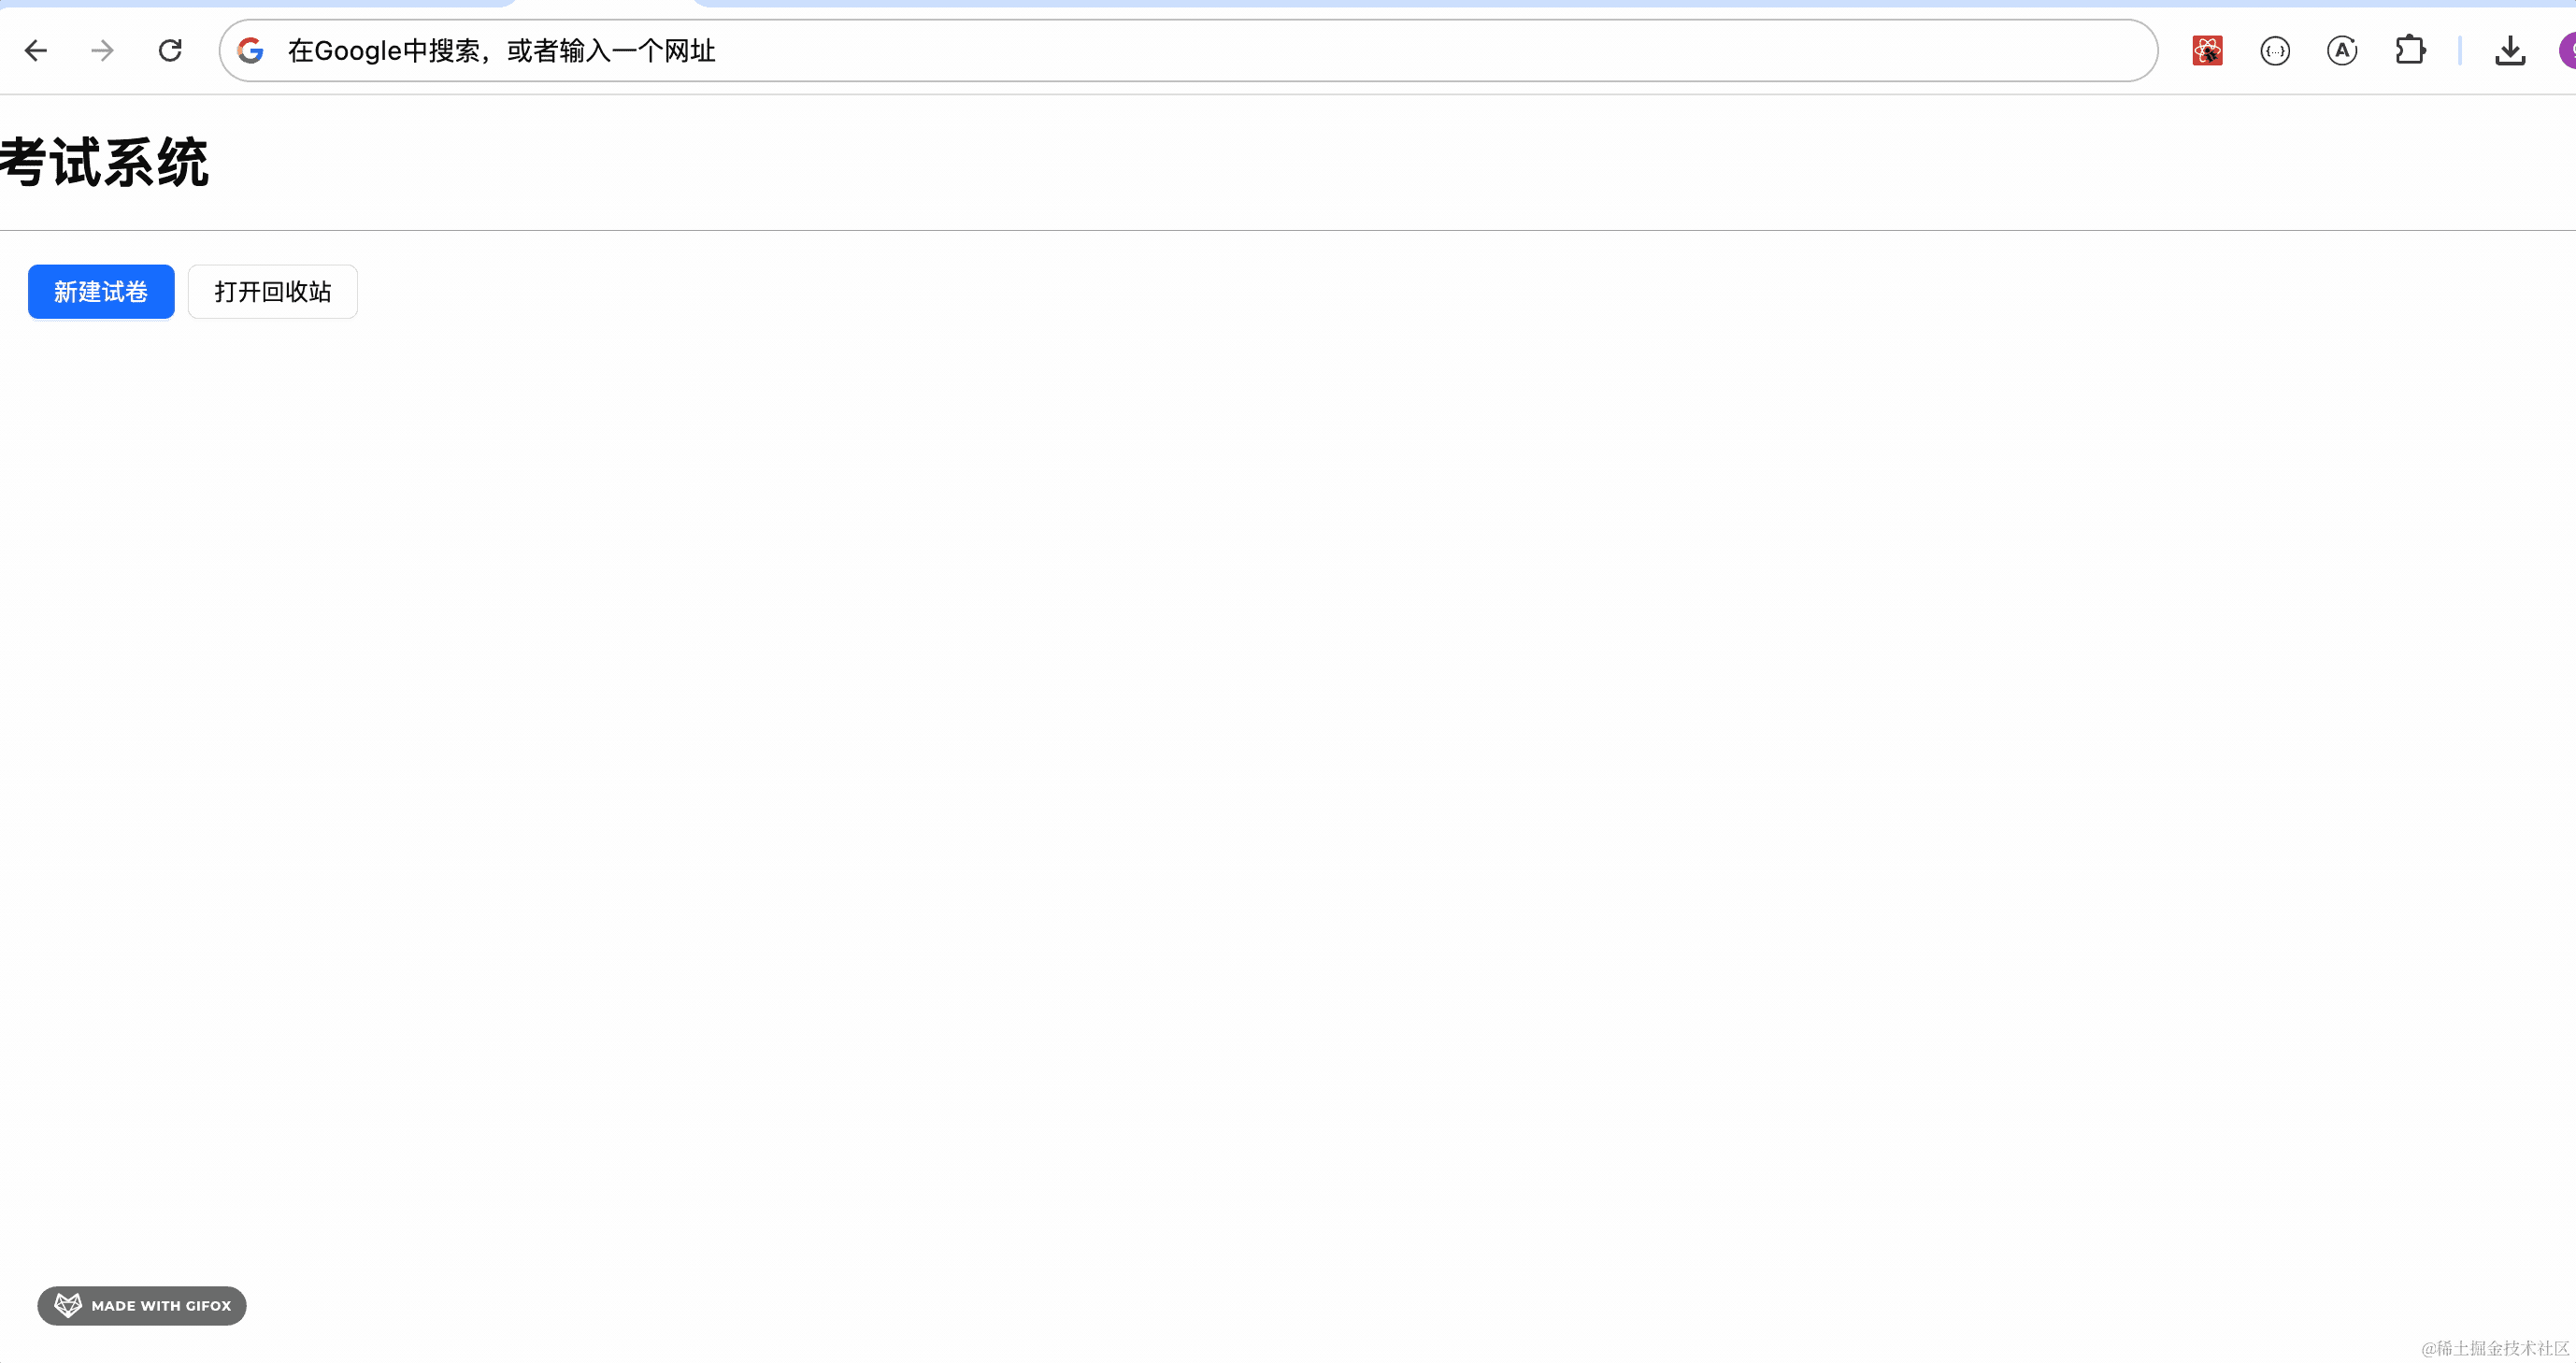 在Google中搜索，或者输入一个网址
考试系统
新建试卷 打开回收站
MADE WITH GIFOX
@稀土掘金技术社区